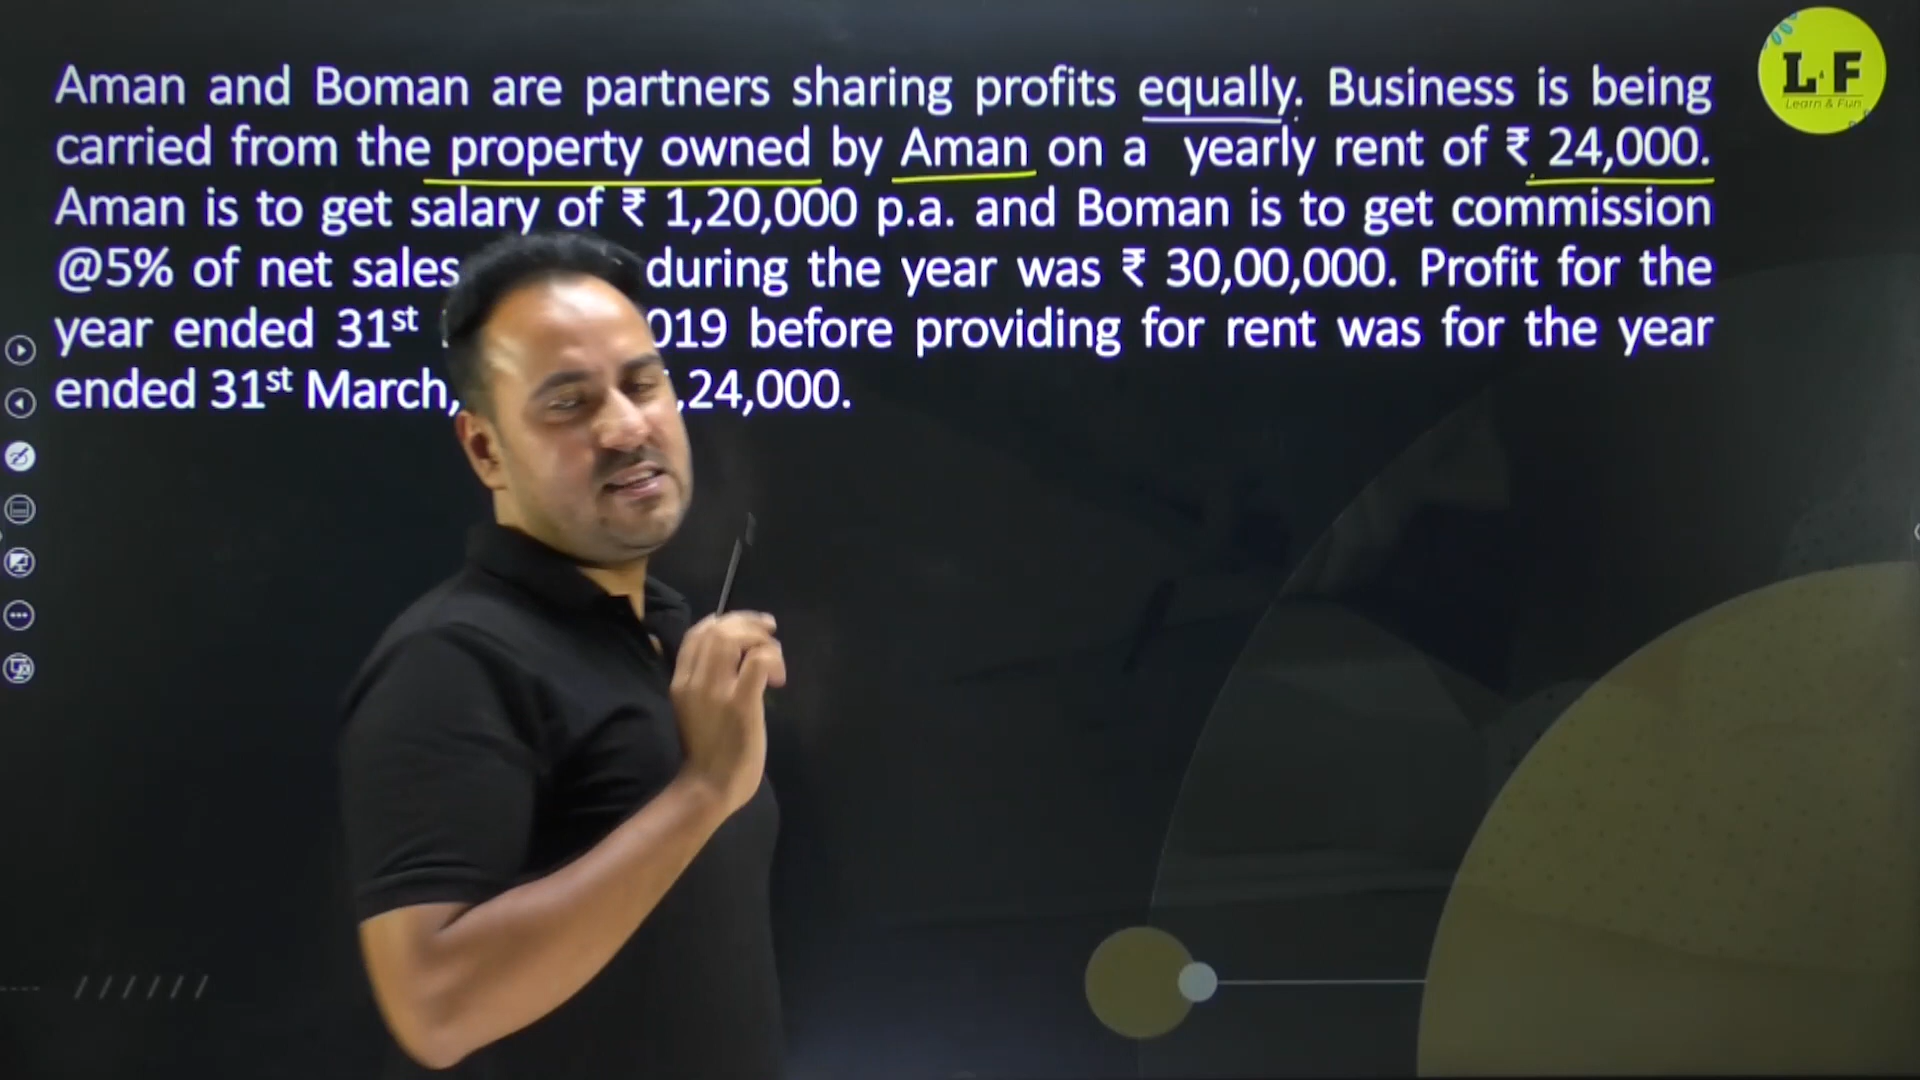 Aman and Boman are partners sharing profits equally. Business is being
carried from the property owned by Aman on a yearly rent of ₹ 24,000.
Aman is to get salary of ₹ 1,20,000 p.a. and Boman is to get commission
@5% of net sales during the year was ₹ 30,00,000. Profit for the
year ended 31st 019 before providing for rent was for the year
ended 31st March, ,24,000.
L&F
Learn & Fun